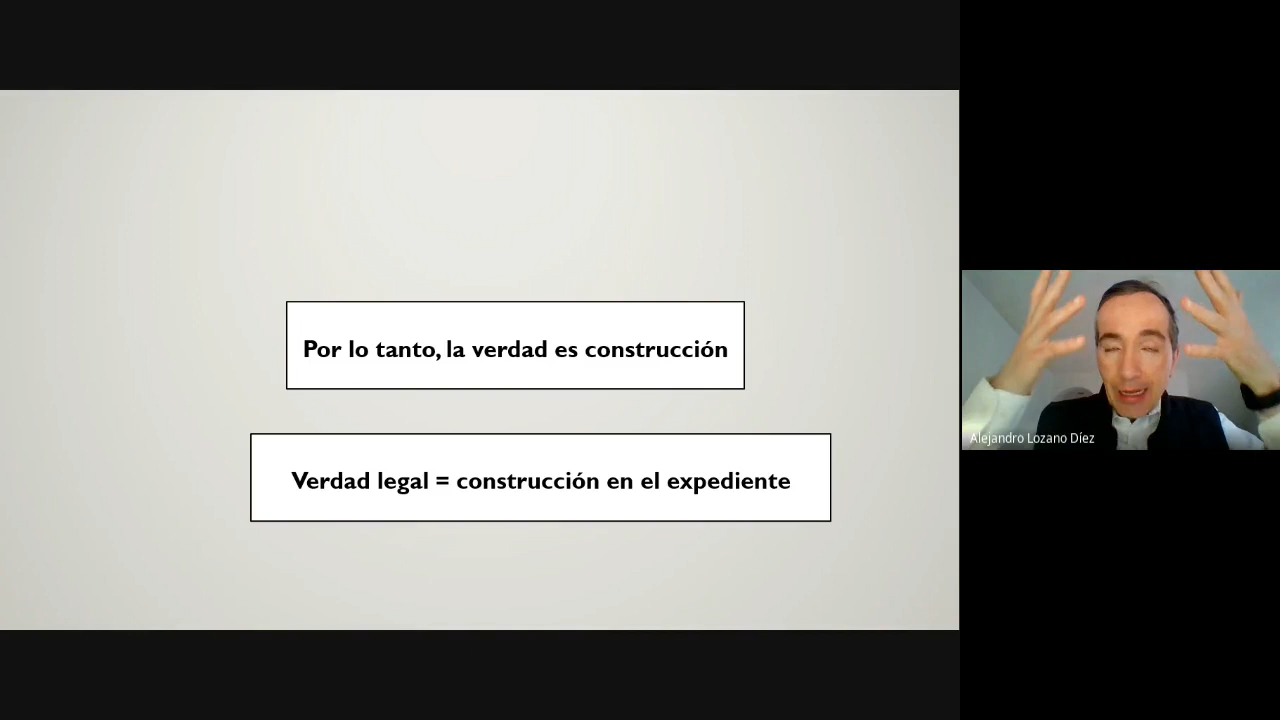 Por lo tanto, la verdad es construcción
Verdad legal = construcción en el expediente
Alejandro Lozano Díez